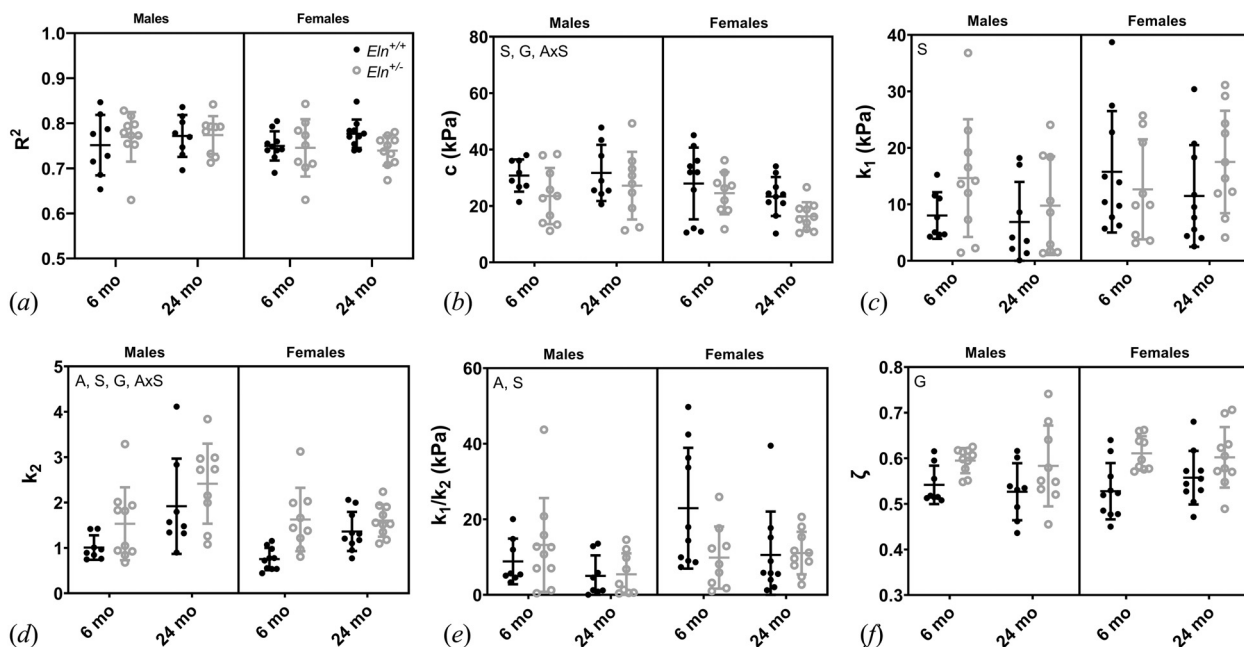 Males Females
1.0
0.9
0.8
0.7
0.6
0.5
R²
Eln+/+
Eln+/-
6 mo 24 mo 6 mo 24 mo
(a)
Males Females
80
60
40
20
0
c (kPa)
S, G, AxS
6 mo 24 mo 6 mo 24 mo
(b)
Males Females
40
30
20
10
0
k₁ (kPa)
S
6 mo 24 mo 6 mo 24 mo
(c)
Males Females
5
4
3
2
1
0
k₂
A, S, G, AxS
6 mo 24 mo 6 mo 24 mo
(d)
Males Females
60
40
20
0
k₁/k₂ (kPa)
A, S
6 mo 24 mo 6 mo 24 mo
(e)
Males Females
0.8
0.7
0.6
0.5
0.4
0.3
ζ
G
6 mo 24 mo 6 mo 24 mo
(f)